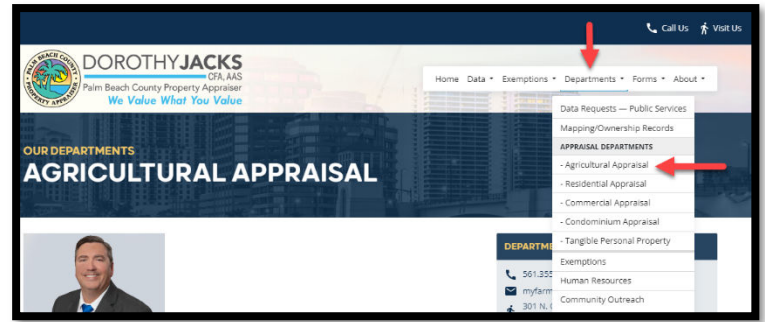 Call Us Visit Us
PALM BEACH COUNTY
PROPERTY APPRAISER
DOROTHY JACKS
CFA, AAS
Palm Beach County Property Appraiser
We Value What You Value
Home Data Exemptions Departments Forms About
Data Requests — Public Services
Mapping/Ownership Records
APPRAISAL DEPARTMENTS
- Agricultural Appraisal
- Residential Appraisal
- Commercial Appraisal
- Condominium Appraisal
- Tangible Personal Property
Exemptions
Human Resources
Community Outreach
OUR DEPARTMENTS
AGRICULTURAL APPRAISAL
DEPARTME
561.355
myfarm
301 N.